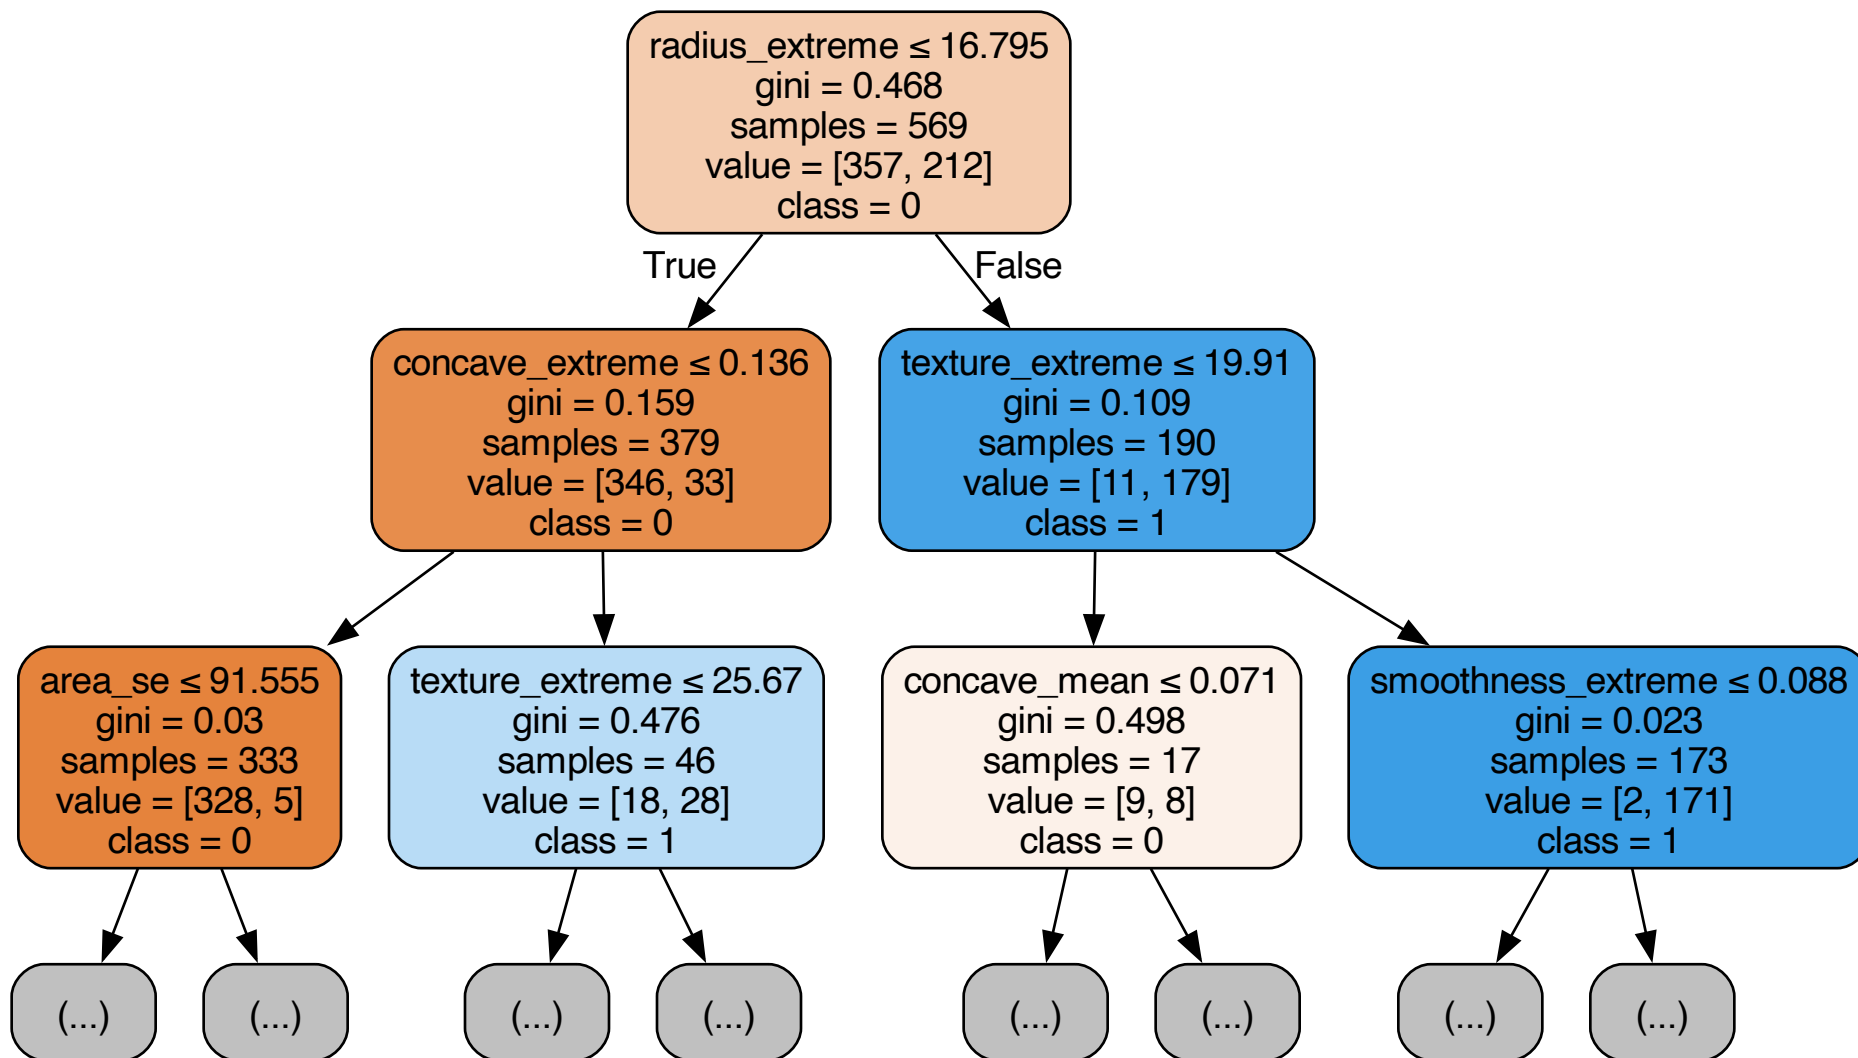 radius_extreme ≤ 16.795
gini = 0.468
samples = 569
value = [357, 212]
class = 0
True
False
concave_extreme ≤ 0.136
gini = 0.159
samples = 379
value = [346, 33]
class = 0
texture_extreme ≤ 19.91
gini = 0.109
samples = 190
value = [11, 179]
class = 1
area_se ≤ 91.555
gini = 0.03
samples = 333
value = [328, 5]
class = 0
texture_extreme ≤ 25.67
gini = 0.476
samples = 46
value = [18, 28]
class = 1
concave_mean ≤ 0.071
gini = 0.498
samples = 17
value = [9, 8]
class = 0
smoothness_extreme ≤ 0.088
gini = 0.023
samples = 173
value = [2, 171]
class = 1
(...)
(...)
(...)
(...)
(...)
(...)
(...)
(...)